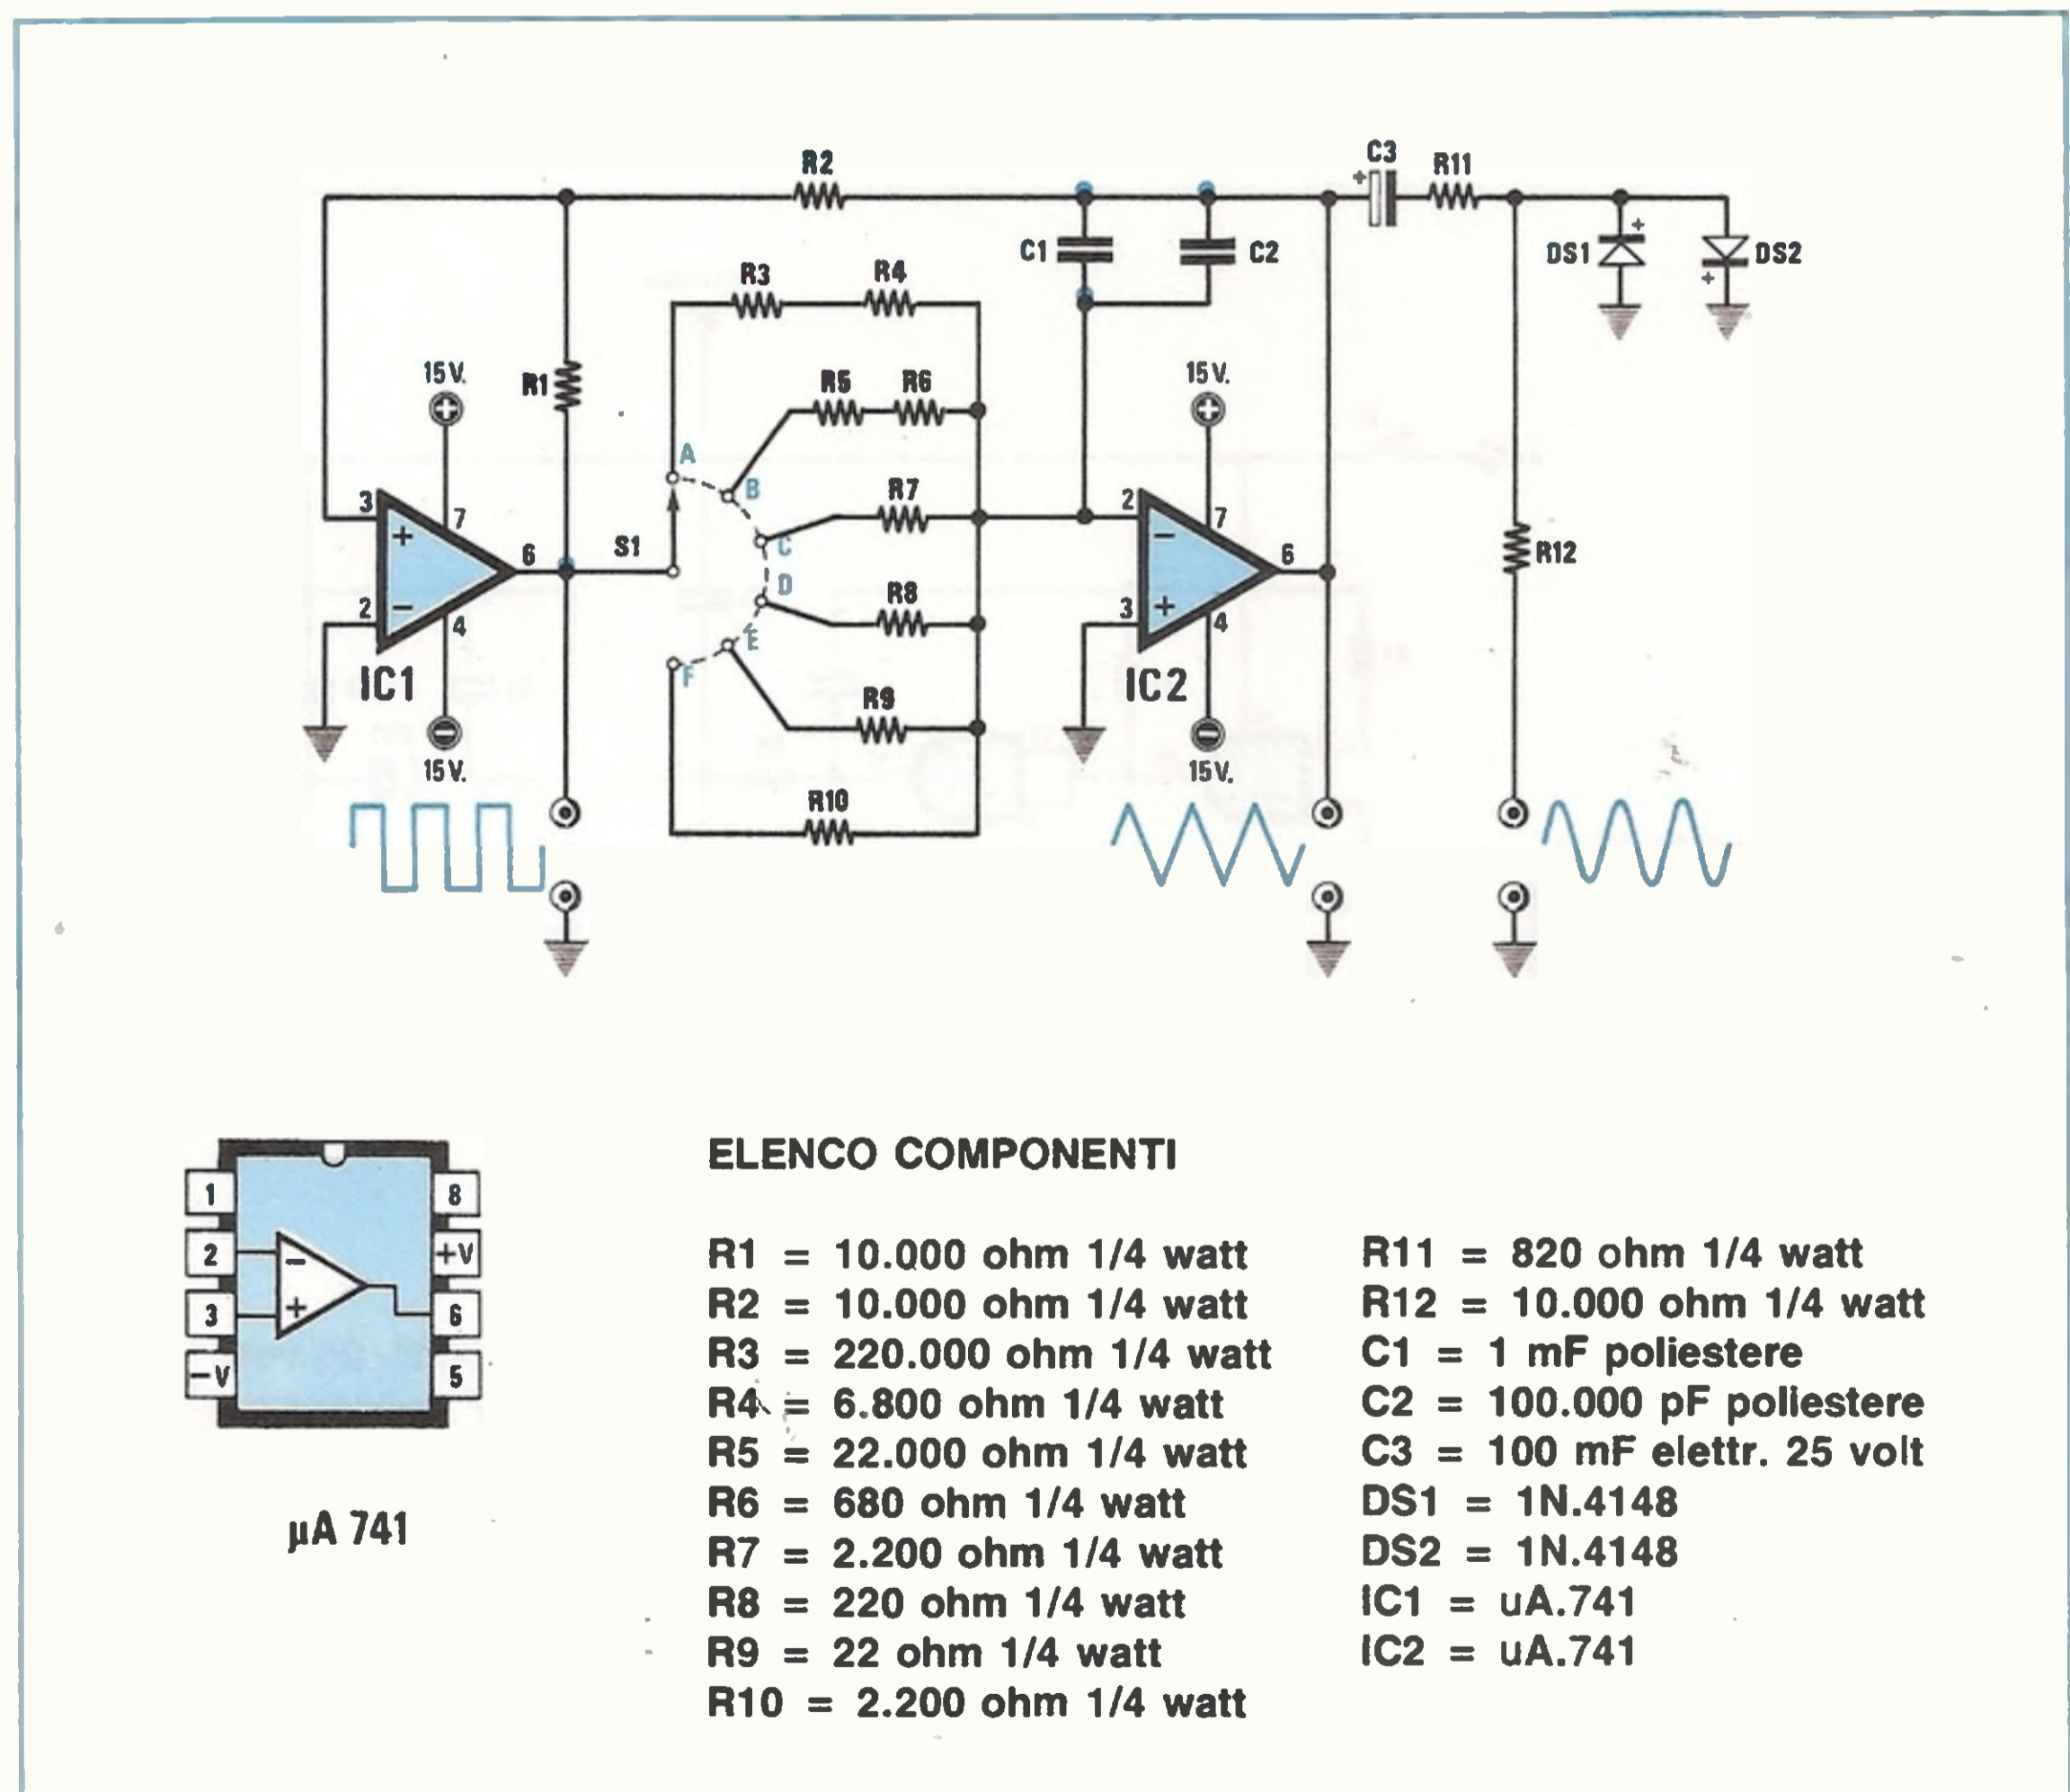 R2
C3
+
R11
C1
C2
DS1
+
DS2
+
R3
R4
R1
15V.
R5
R6
15V.
A
B
R7
3
+
7
6
S1
C
2
−
7
6
R12
D
R8
2
−
4
3
+
4
E
F
IC1
R9
IC2
15V.
15V.
R10
ELENCO COMPONENTI
1
8
2
−
+V
3
+
6
−V
5
µA 741
R1 = 10.000 ohm 1/4 watt
R2 = 10.000 ohm 1/4 watt
R3 = 220.000 ohm 1/4 watt
R4 = 6.800 ohm 1/4 watt
R5 = 22.000 ohm 1/4 watt
R6 = 680 ohm 1/4 watt
R7 = 2.200 ohm 1/4 watt
R8 = 220 ohm 1/4 watt
R9 = 22 ohm 1/4 watt
R10 = 2.200 ohm 1/4 watt
R11 = 820 ohm 1/4 watt
R12 = 10.000 ohm 1/4 watt
C1 = 1 mF poliestere
C2 = 100.000 pF poliestere
C3 = 100 mF elettr. 25 volt
DS1 = 1N.4148
DS2 = 1N.4148
IC1 = uA.741
IC2 = uA.741